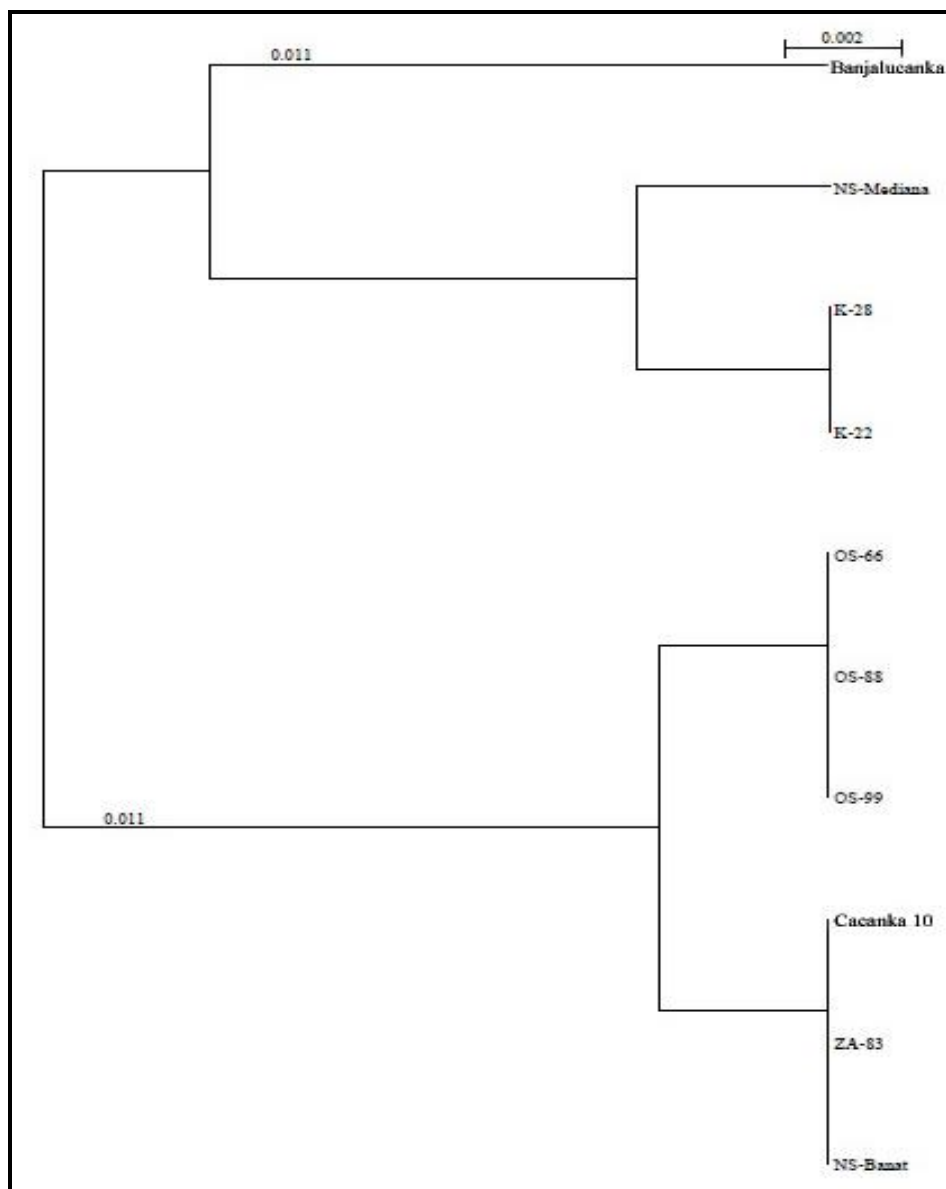 0.002
0.011
Banjalucanka
NS-Mediana
K-28
K-22
OS-66
OS-88
OS-99
0.011
Cacanka 10
ZA-83
NS-Banat